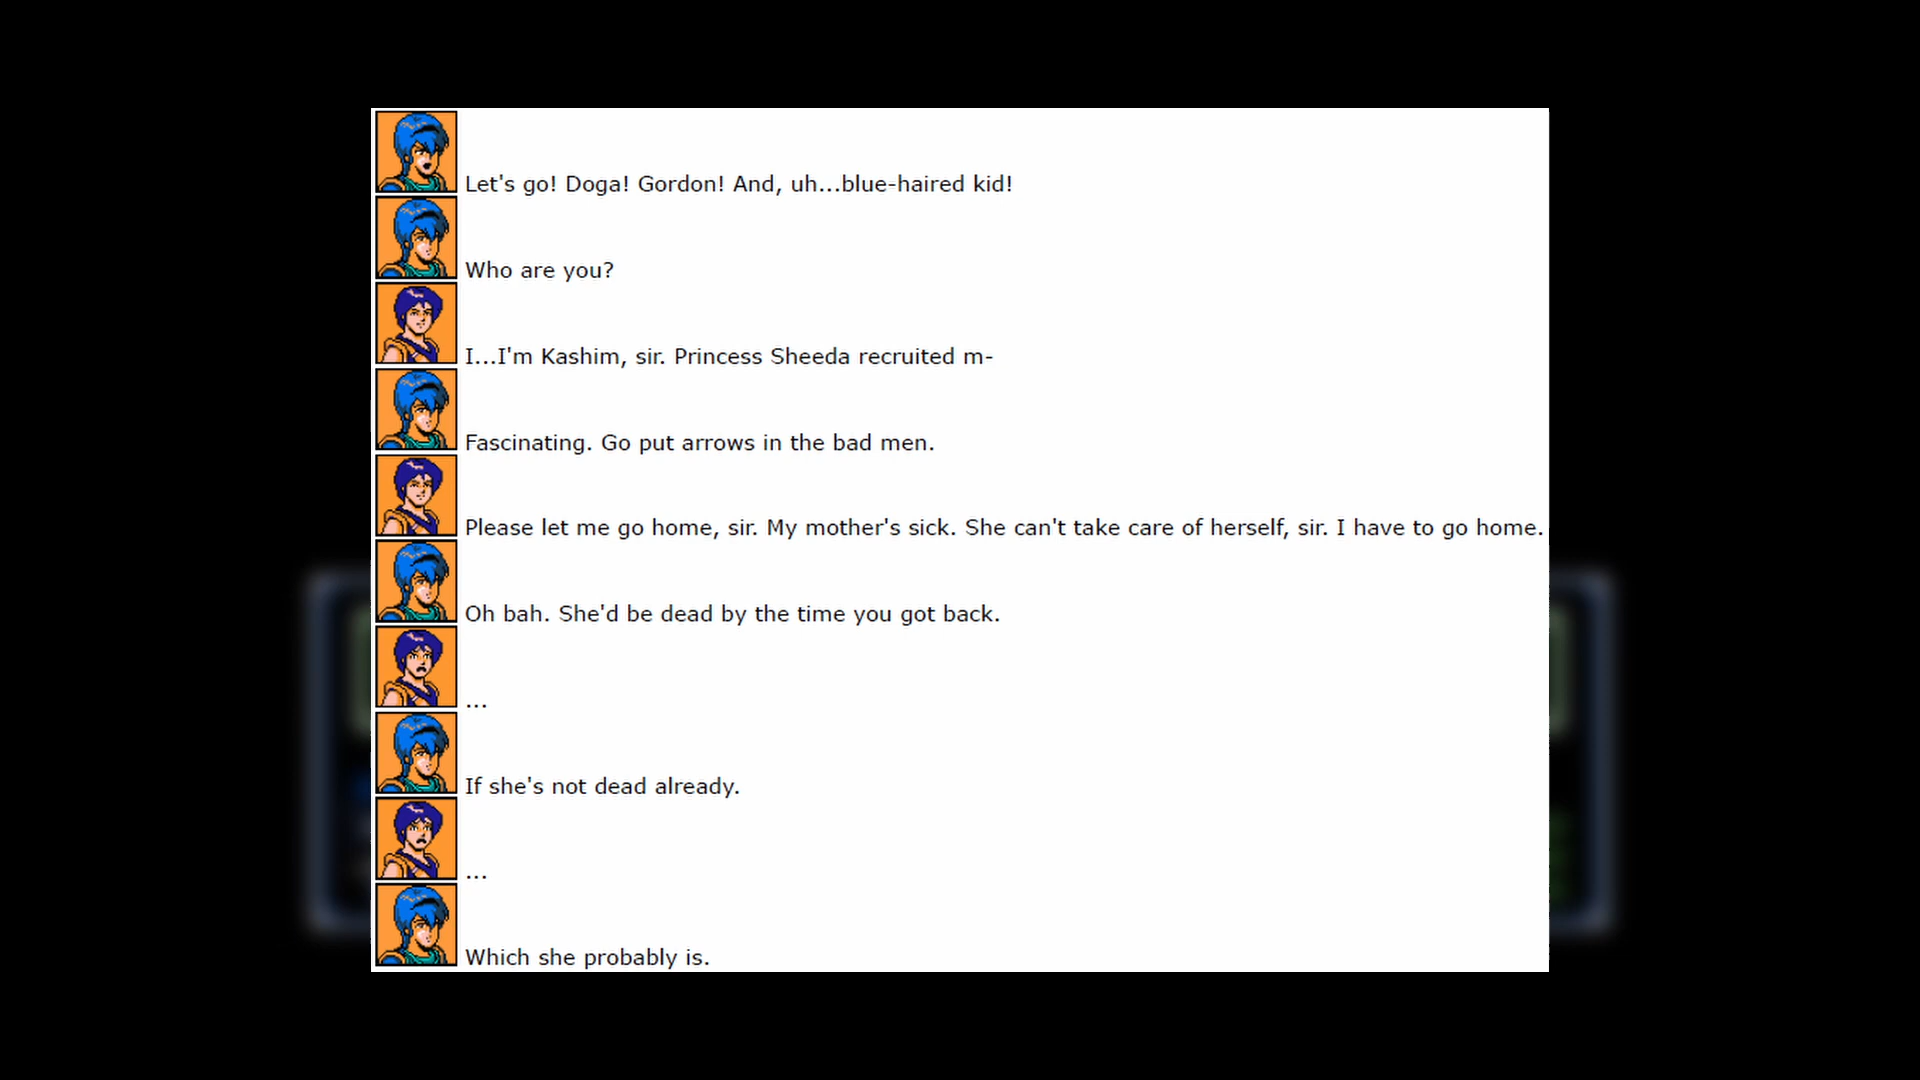 Let's go! Doga! Gordon! And, uh...blue-haired kid!
Who are you?
I...I'm Kashim, sir. Princess Sheeda recruited m-
Fascinating. Go put arrows in the bad men.
Please let me go home, sir. My mother's sick. She can't take care of herself, sir. I have to go home.
Oh bah. She'd be dead by the time you got back.
...
If she's not dead already.
...
Which she probably is.